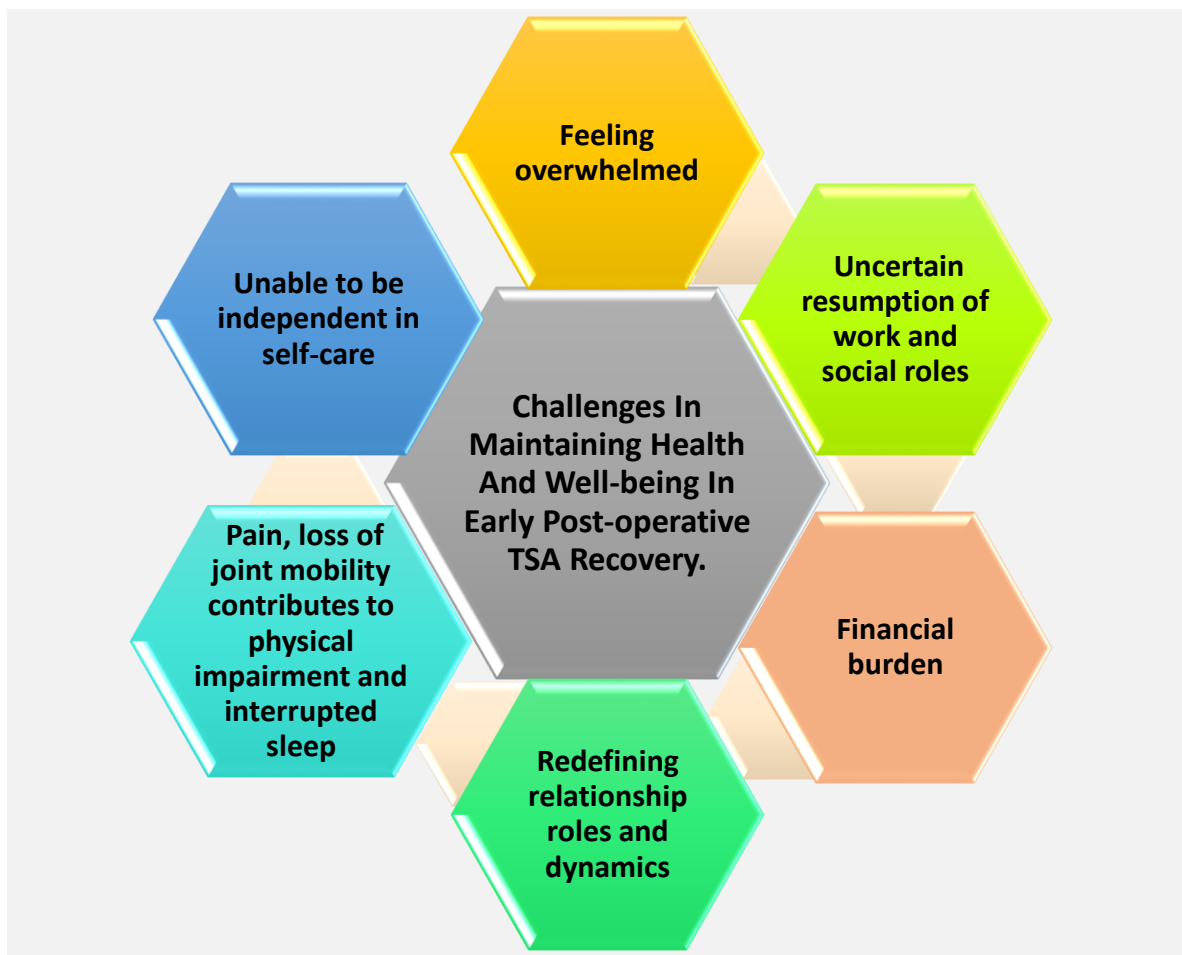 Feeling
overwhelmed
Uncertain
resumption of
work and
social roles
Unable to be
independent in
self-care
Challenges In
Maintaining Health
And Well-being In
Early Post-operative
TSA Recovery.
Pain, loss of
joint mobility
contributes to
physical
impairment and
interrupted
sleep
Financial
burden
Redefining
relationship
roles and
dynamics